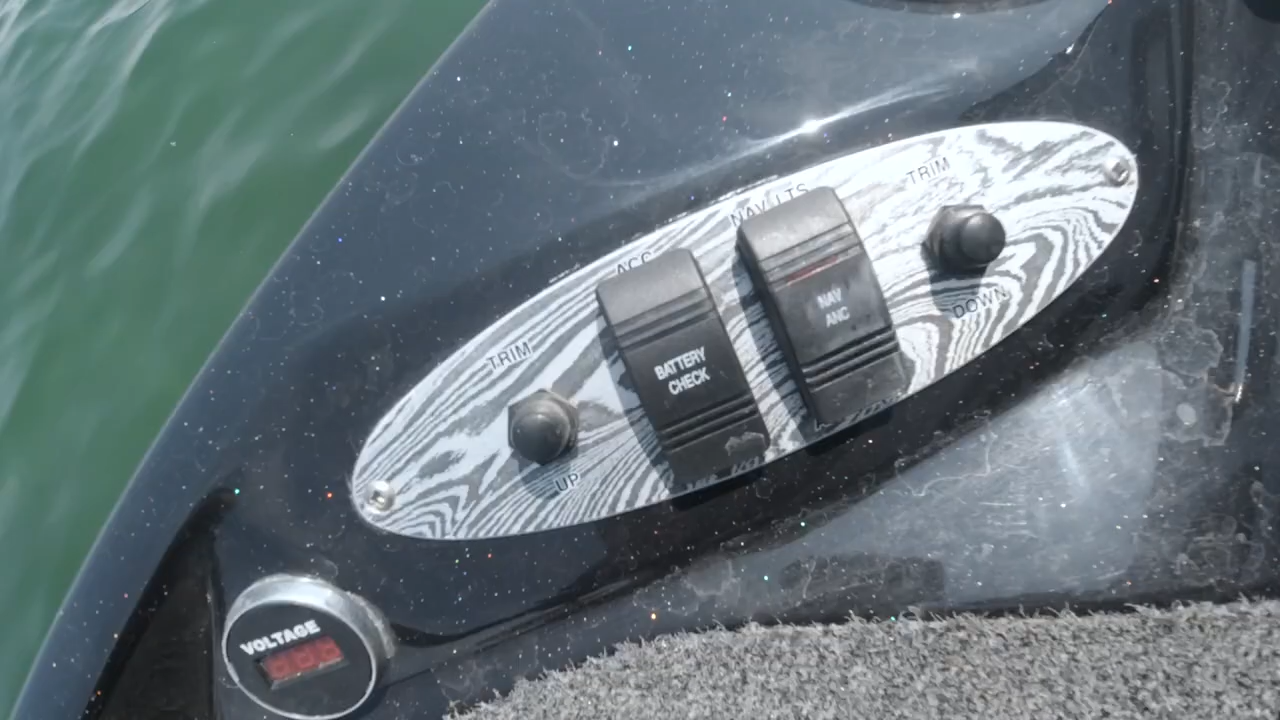 TRIM
UP
ACC
BATTERY
CHECK
NAV LTS
NAV
ANC
TRIM
DOWN
VOLTAGE